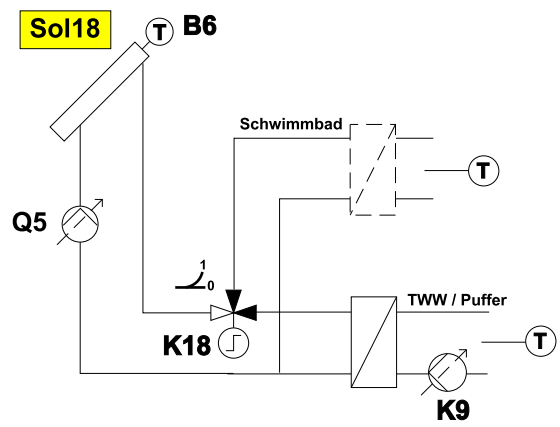 Sol18
T B6
Schwimmbad
T
Q5
1
0
TWW / Puffer
K18
T
K9